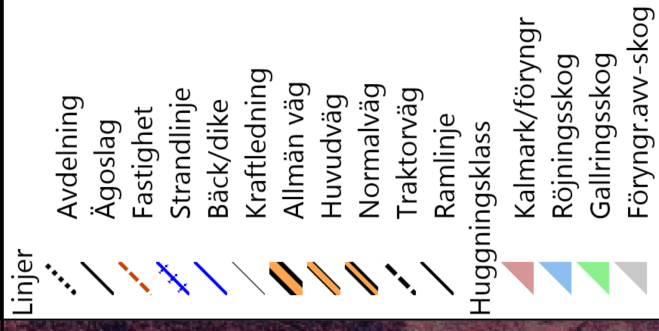 Linjer
Avdelning
Ägoslag
Fastighet
Strandlinje
Bäck/dike
Kraftledning
Allmän väg
Huvudväg
Normalväg
Traktorväg
Ramlinje
Huggningsklass
Kalmark/föryngr
Röjningsskog
Gallringsskog
Föryngr.avv-skog